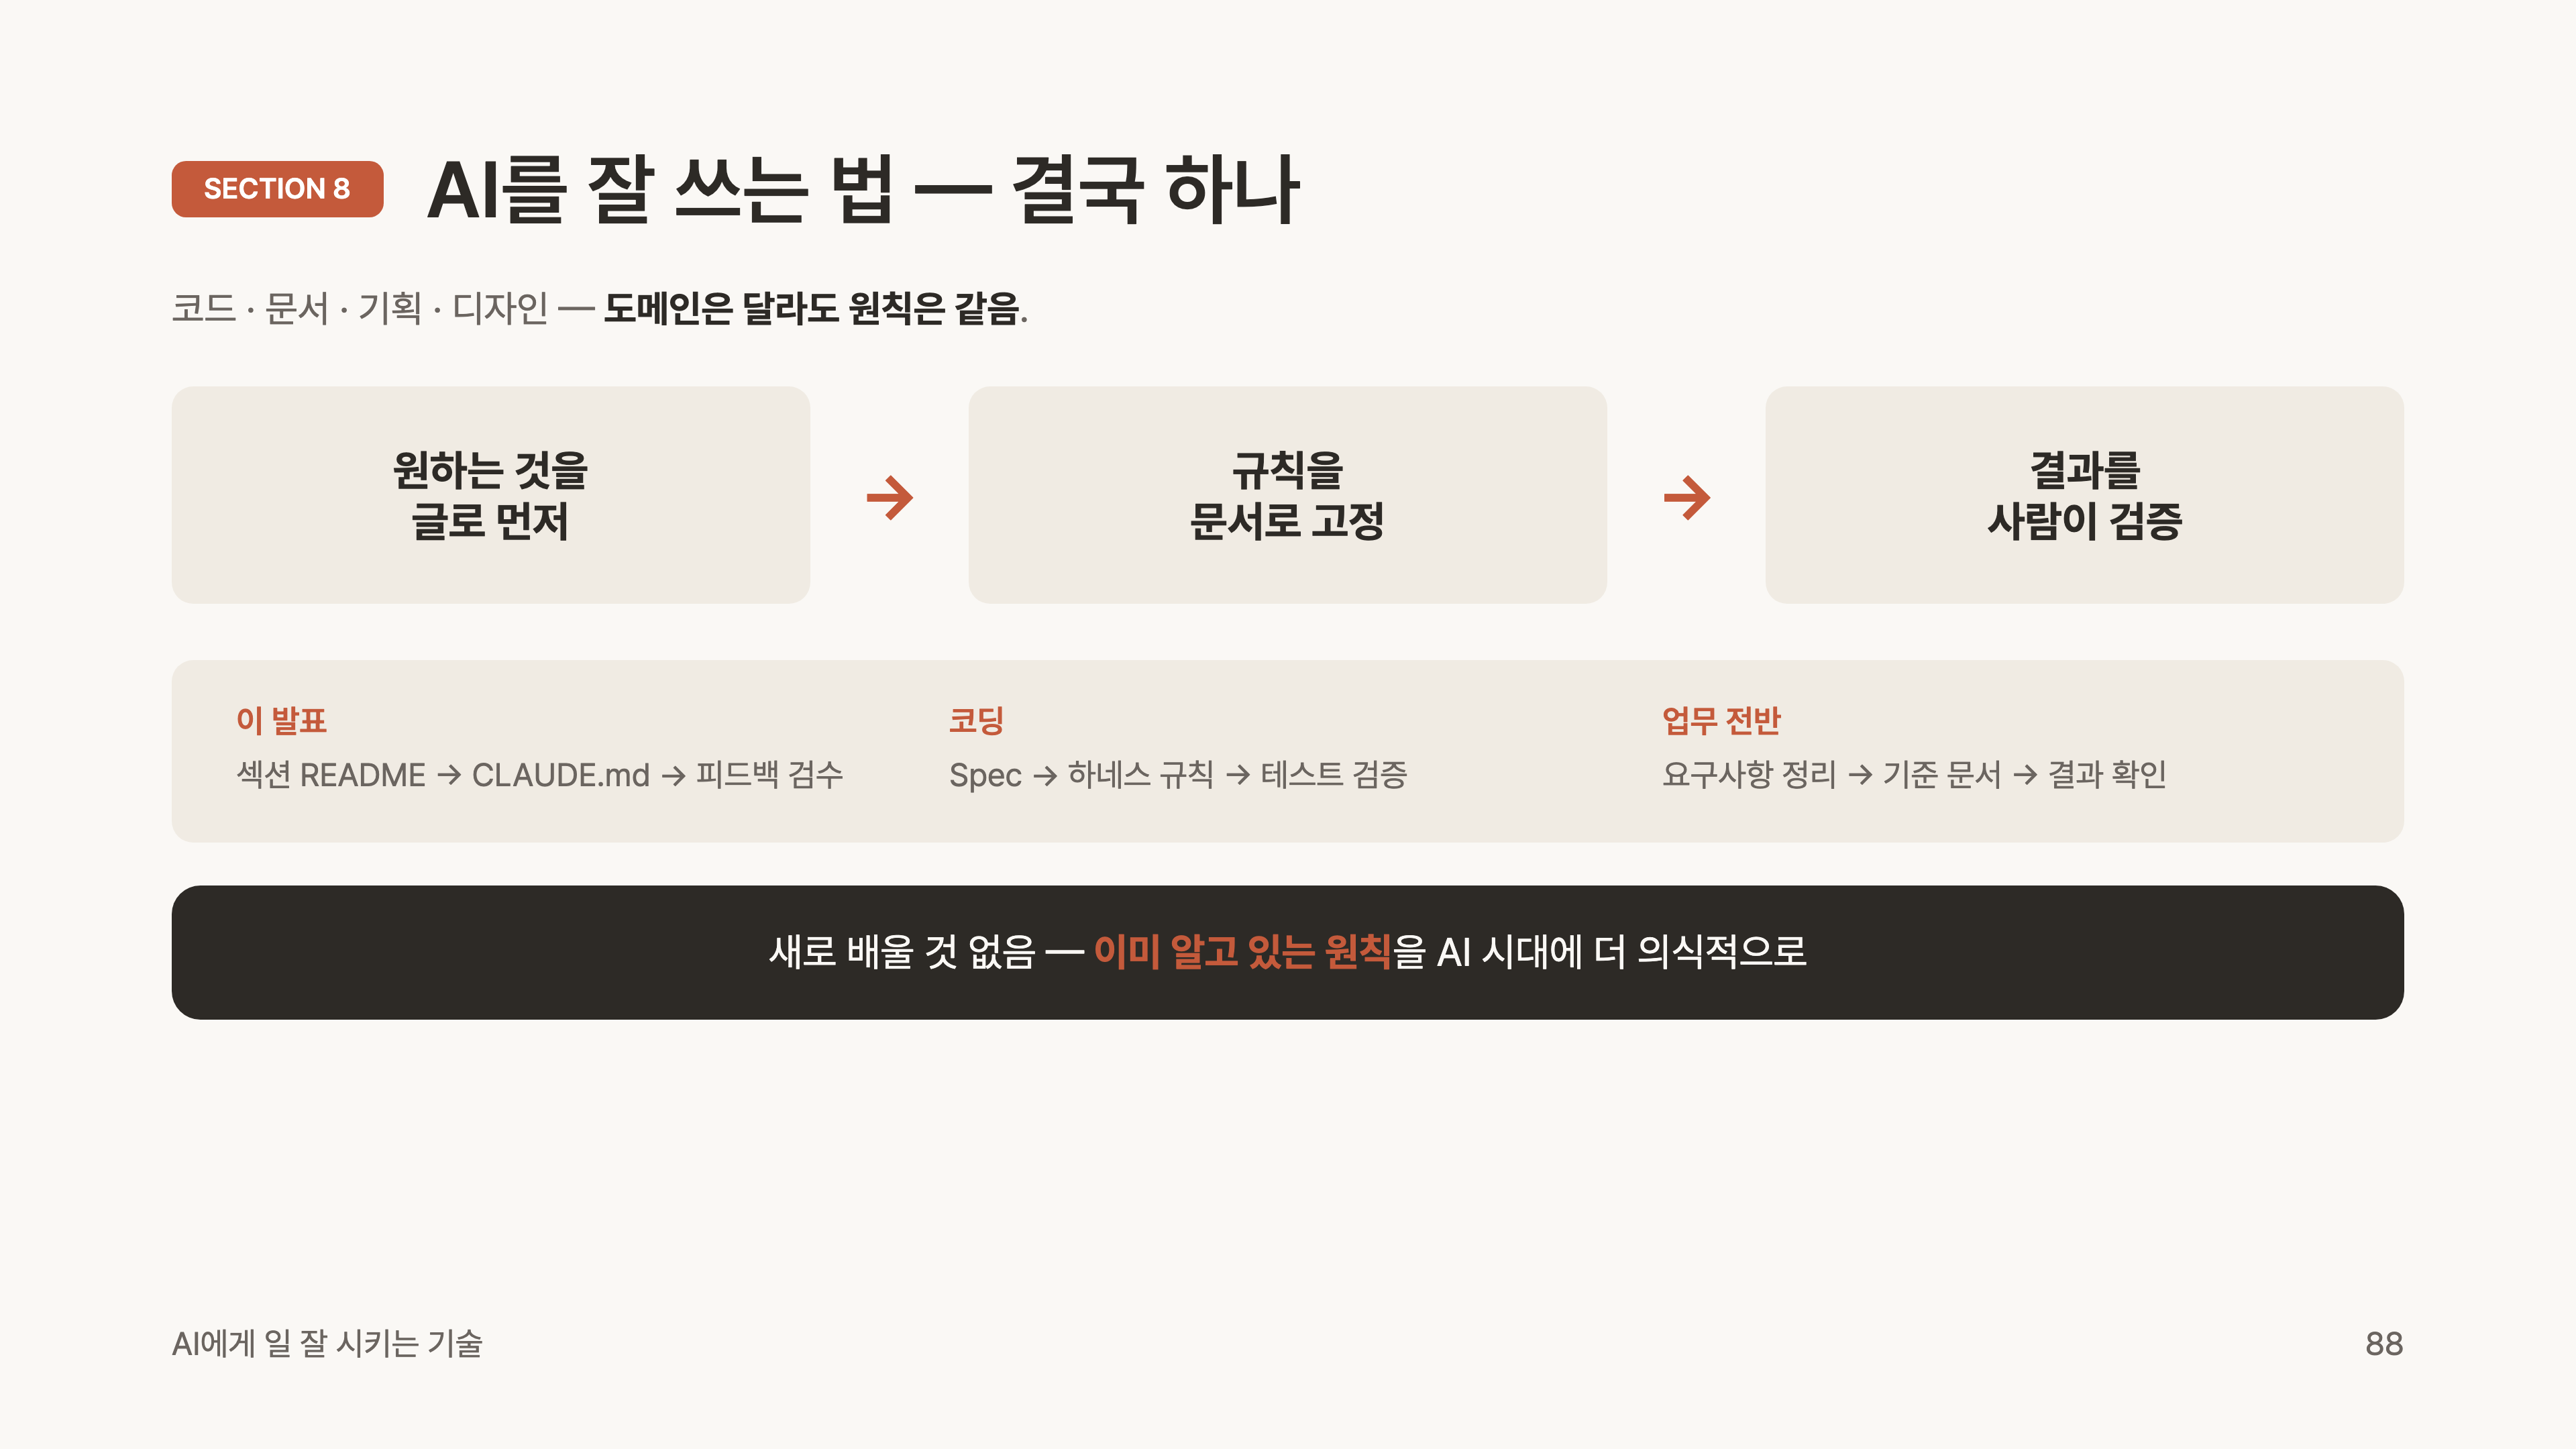 SECTION 8
AI를 잘 쓰는 법 — 결국 하나
코드 · 문서 · 기획 · 디자인 — 도메인은 달라도 원칙은 같음.
원하는 것을
글로 먼저
→
규칙을
문서로 고정
→
결과를
사람이 검증
이 발표
섹션 README → CLAUDE.md → 피드백 검수
코딩
Spec → 하네스 규칙 → 테스트 검증
업무 전반
요구사항 정리 → 기준 문서 → 결과 확인
새로 배울 것 없음 — 이미 알고 있는 원칙을 AI 시대에 더 의식적으로
AI에게 일 잘 시키는 기술
88